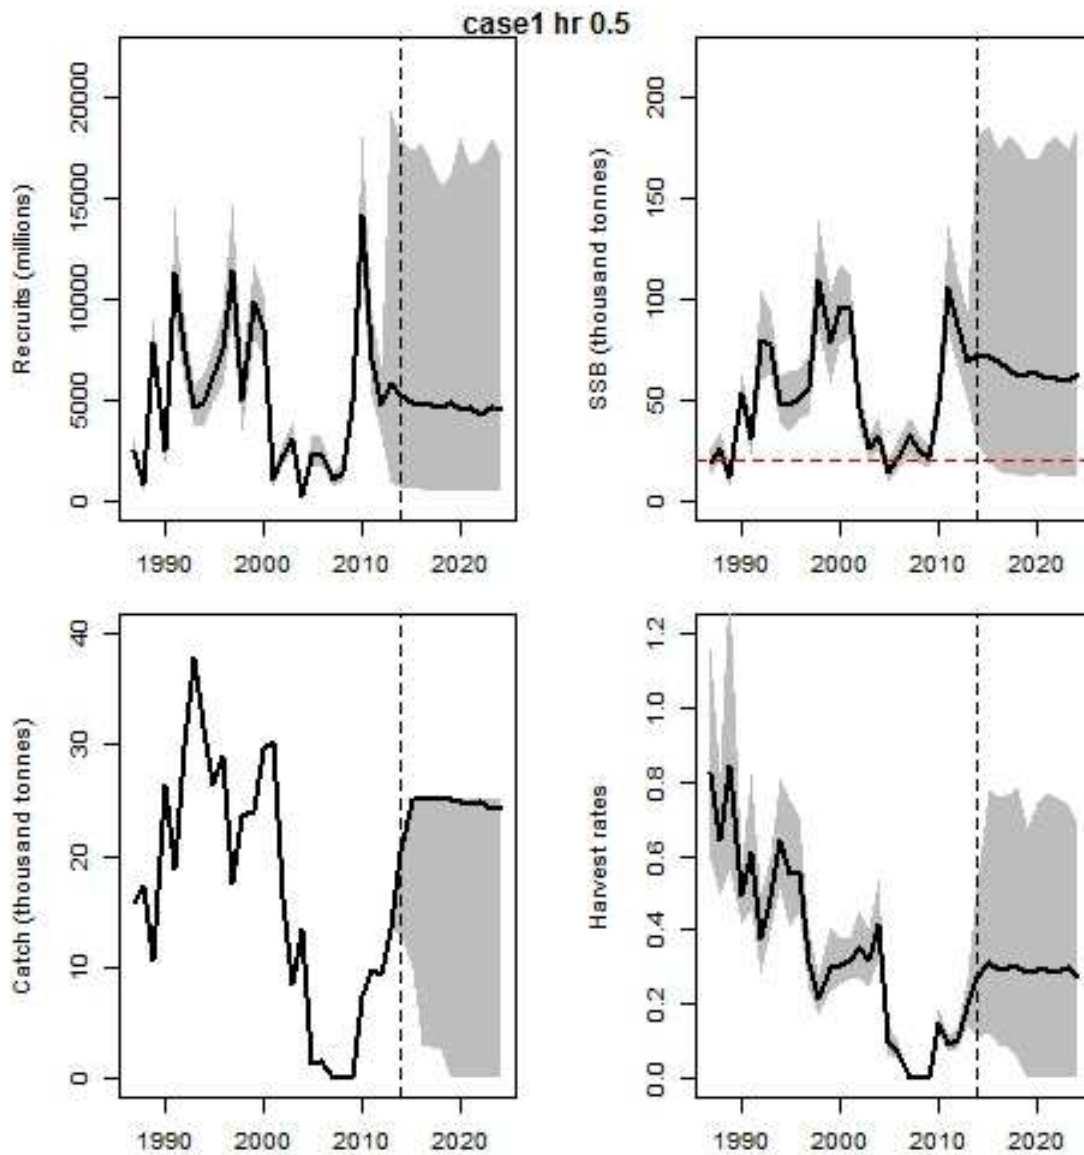 case1 hr 0.5
Recruits (millions)
20000
15000
10000
5000
0
1990 2000 2010 2020
SSB (thousand tonnes)
200
150
100
50
0
1990 2000 2010 2020
Catch (thousand tonnes)
40
30
20
10
0
1990 2000 2010 2020
Harvest rates
1.2
1.0
0.8
0.6
0.4
0.2
0.0
1990 2000 2010 2020